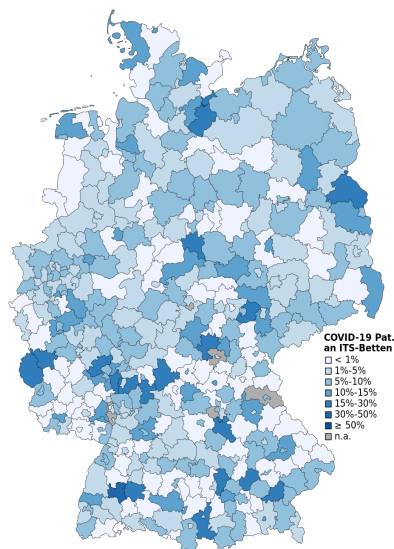 COVID-19 Pat.
an ITS-Betten
< 1%
1%-5%
5%-10%
10%-15%
15%-30%
30%-50%
≥ 50%
n.a.